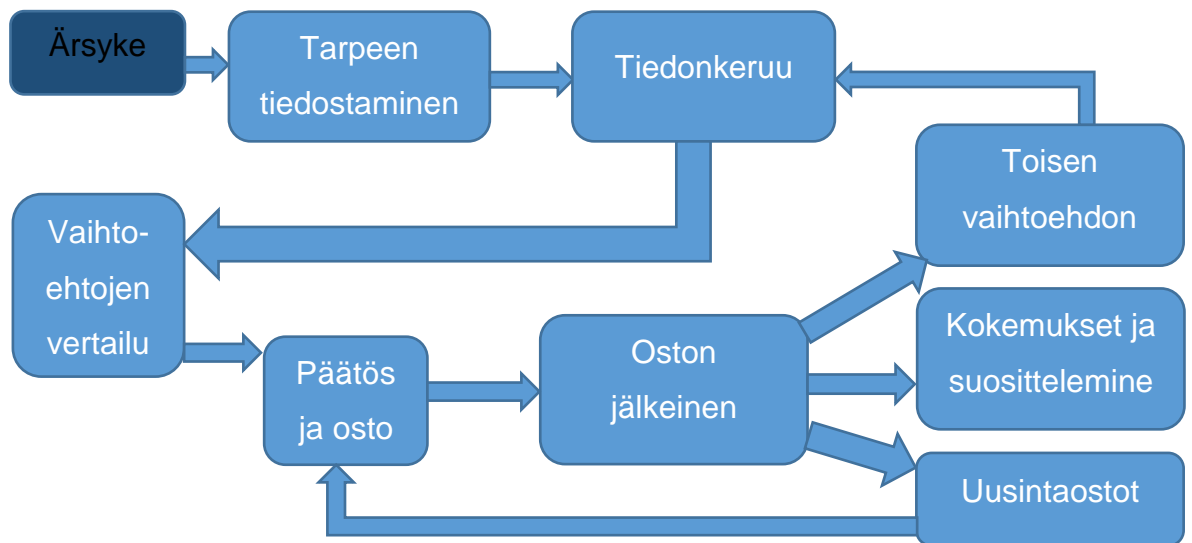 Ärsyke
Tarpeen
tiedostaminen
Tiedonkeruu
Toisen
vaihtoehdon
Vaihto-
ehtojen
vertailu
Päätös
ja osto
Oston
jälkeinen
Kokemukset ja
suosittelemine
Uusintaostot